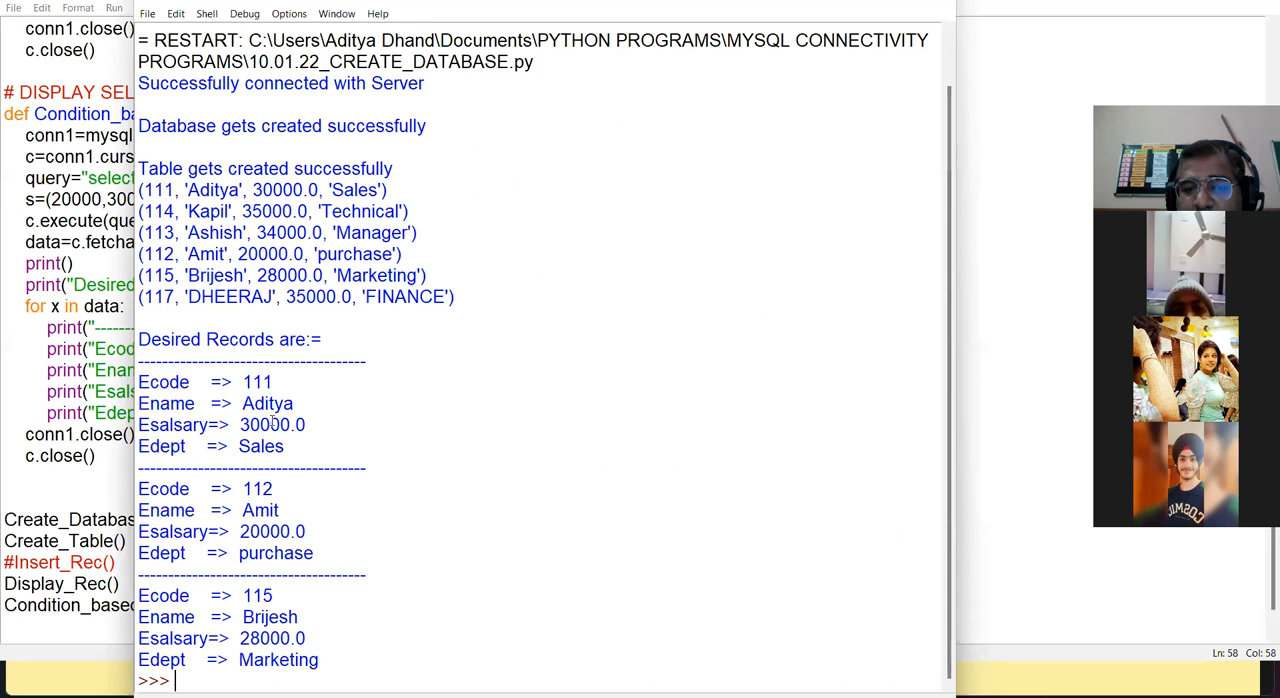 File Edit Format Run
conn1.close()
c.close()
# DISPLAY SEL
def Condition_ba
conn1=mysql
c=conn1.curs
query="select
s=(20000,300
c.execute(que
data=c.fetcha
print()
print("Desired
for x in data:
print("-------
print("Ecod
print("Enam
print("Esals
print("Edep
conn1.close()
c.close()
Create_Databas
Create_Table()
#Insert_Rec()
Display_Rec()
Condition_based
File Edit Shell Debug Options Window Help
= RESTART: C:\Users\Aditya Dhand\Documents\PYTHON PROGRAMS\MYSQL CONNECTIVITY
PROGRAMS\10.01.22_CREATE_DATABASE.py
Successfully connected with Server
Database gets created successfully
Table gets created successfully
(111, 'Aditya', 30000.0, 'Sales')
(114, 'Kapil', 35000.0, 'Technical')
(113, 'Ashish', 34000.0, 'Manager')
(112, 'Amit', 20000.0, 'purchase')
(115, 'Brijesh', 28000.0, 'Marketing')
(117, 'DHEERAJ', 35000.0, 'FINANCE')
Desired Records are:=
-------------------------------------
Ecode => 111
Ename => Aditya
Esalsary=> 30000.0
Edept => Sales
-------------------------------------
Ecode => 112
Ename => Amit
Esalsary=> 20000.0
Edept => purchase
-------------------------------------
Ecode => 115
Ename => Brijesh
Esalsary=> 28000.0
Edept => Marketing
>>>
Ln: 58 Col: 58